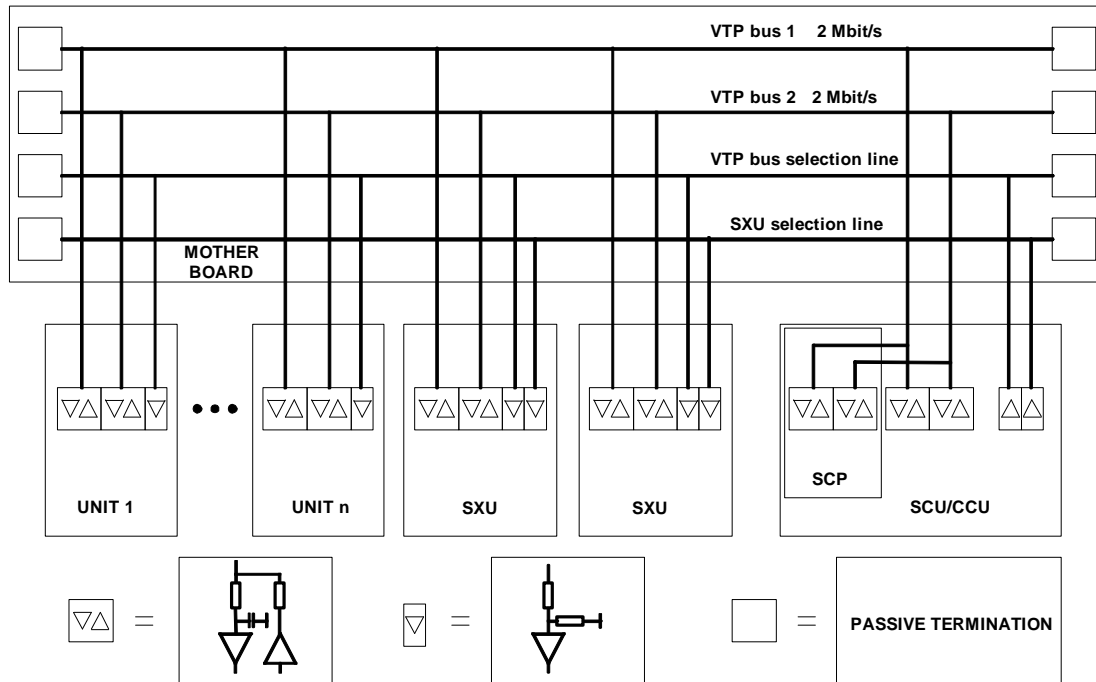 VTP bus 1 2 Mbit/s
VTP bus 2 2 Mbit/s
VTP bus selection line
SXU selection line
MOTHER
BOARD
SCP
UNIT 1
UNIT n
SXU
SXU
SCU/CCU
=
=
=
PASSIVE TERMINATION